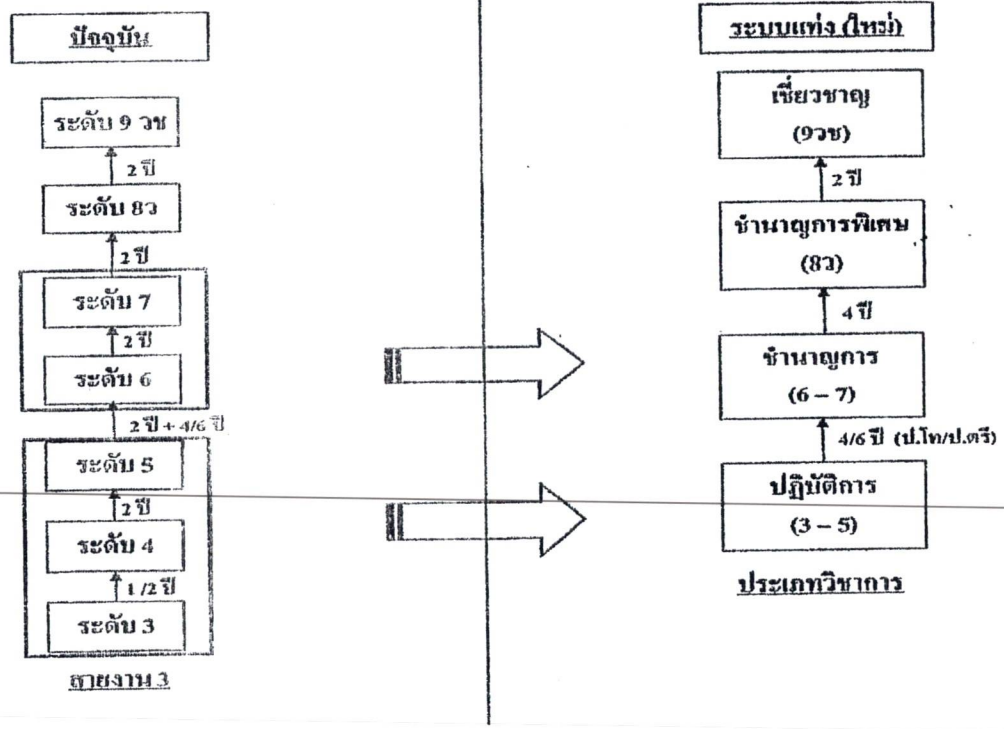 ปัจจุบัน
ระดับ 9 วช
2 ปี
ระดับ 8ว
2 ปี
ระดับ 7
2 ปี
ระดับ 6
2 ปี + 4/6 ปี
ระดับ 5
2 ปี
ระดับ 4
1 /2 ปี
ระดับ 3
สายงาน 3
ระบบแท่ง (ใหม่)
เชี่ยวชาญ
(9วช)
2 ปี
ชำนาญการพิเศษ
(8ว)
4 ปี
ชำนาญการ
(6 – 7)
4/6 ปี (ป.โท/ป.ตรี)
ปฏิบัติการ
(3 – 5)
ประเภทวิชาการ